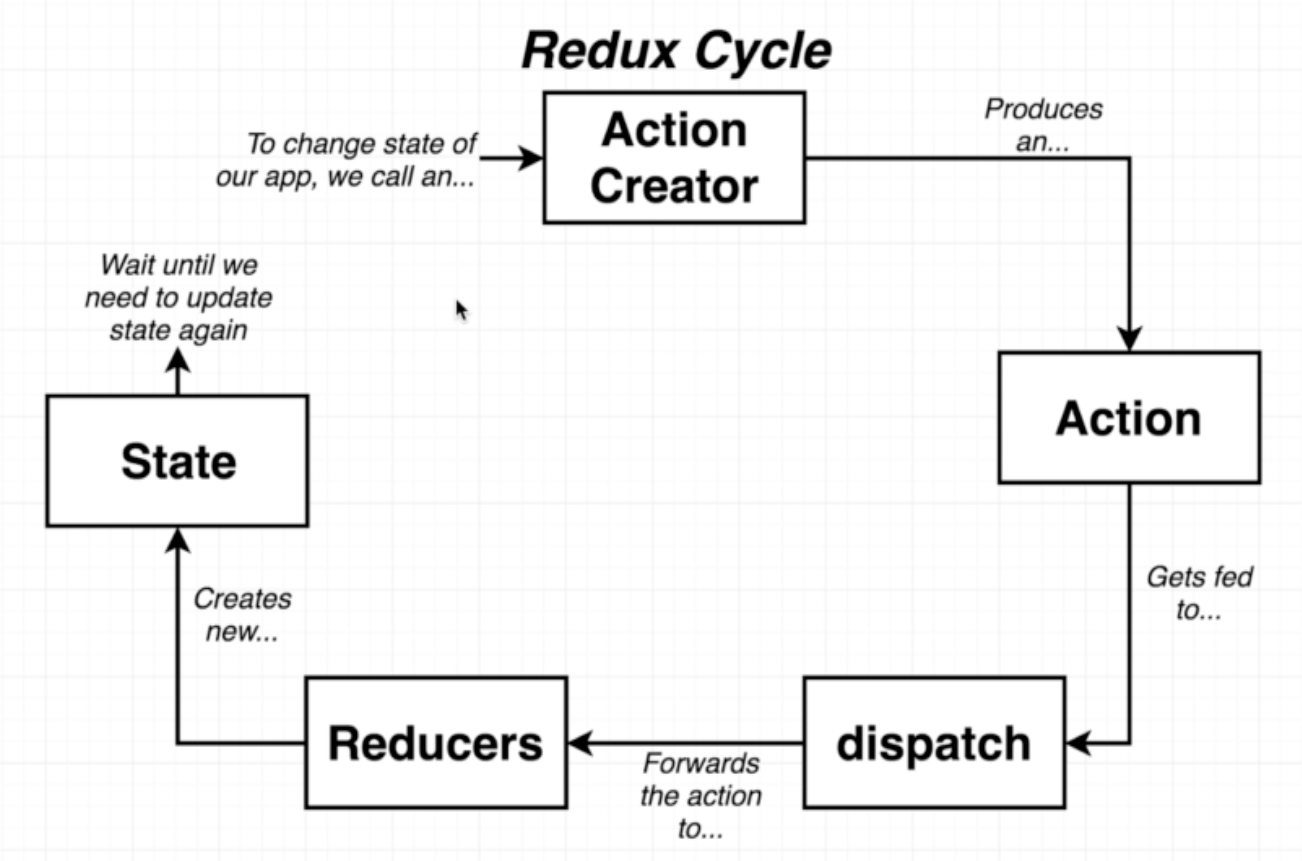 Redux Cycle
To change state of
our app, we call an...
Action
Creator
Produces
an...
Action
Gets fed
to...
dispatch
Forwards
the action
to...
Reducers
Creates
new...
State
Wait until we
need to update
state again